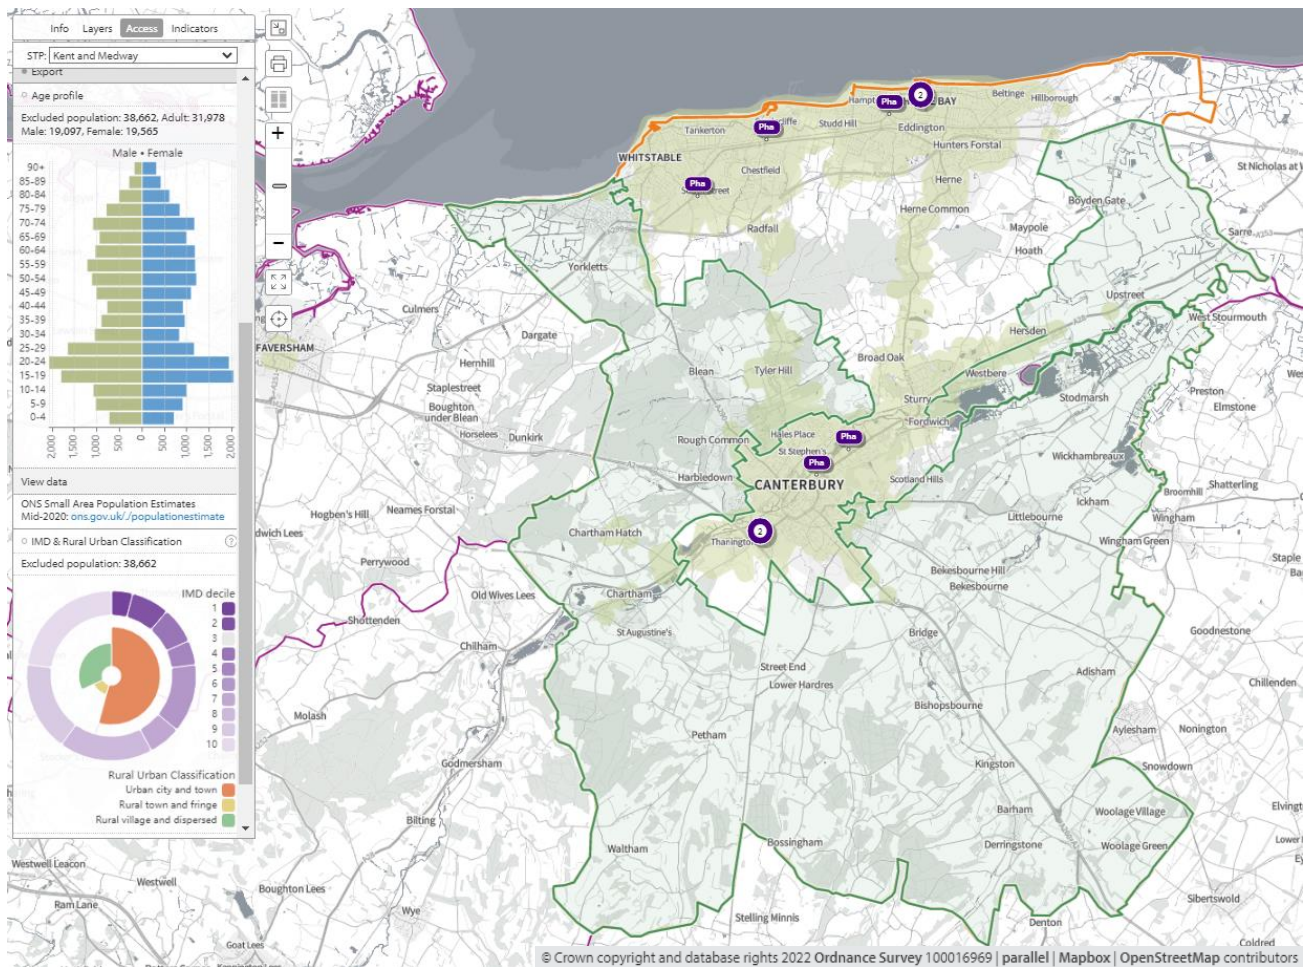 Info Layers Access Indicators
STP: Kent and Medway
Export
Age profile
Excluded population: 38,662, Adult: 31,978
Male: 19,097, Female: 19,565
Male • Female
90+
85-89
80-84
75-79
70-74
65-69
60-64
55-59
50-54
45-49
40-44
35-39
30-34
25-29
20-24
15-19
10-14
5-9
0-4
2,000 1,500 1,000 500 0 500 1,000 1,500 2,000
View data
ONS Small Area Population Estimates
Mid-2020: ons.gov.uk/./populationestimate
IMD & Rural Urban Classification ?
Excluded population: 38,662
IMD decile
1
2
3
4
5
6
7
8
9
10
Rural Urban Classification
Urban city and town
Rural town and fringe
Rural village and dispersed
+
−
Pha
2
BAY
Beltinge
Hillborough
Tankerton
Pha
Studd Hill
Eddington
Hunters Forstal
WHITSTABLE
Pha
Chestfield
Herne
St Nicholas at W
Boyden Gate
Herne Common
Radfall
Maypole
Hoath
Sarre
Yorkletts
Upstreet
Culmers
Hersden
West Stourmouth
FAVERSHAM
Dargate
Broad Oak
Hernhill
Blean
Tyler Hill
Westbere
Staplestreet
Sturry
Stodmarsh
Preston
Boughton
under Blean
Elmstone
Fordwich
Horselees
Dunkirk
Rough Common
Hales Place
Pha
St Stephen's
Pha
Wickhambreaux
Harbledown
CANTERBURY
Scotland Hills
Shatterling
Broomhill
Ickham
Hogben's Hill
Neames Forstal
Littlebourne
Wingham
dwich Lees
Chartham Hatch
2
Wingham Green
Staple
Perrywood
Bekesbourne Hill
Bekesbourne
Old Wives Lees
Chartham
Shottenden
St Augustine's
Bridge
Goodnestone
Chilham
Street End
Adisham
Lower Hardres
Chillenden
Bishopsbourne
Molash
Petham
Aylesham
Nonington
Godmersham
Kingston
Snowdown
Barham
Woolage Village
Bilting
Waltham
Bossingham
Derringstone
Woolage Green
Westwell Leacon
Westwell
Boughton Lees
Ram Lane
Wye
Stelling Minnis
Denton
Sibertswold
Goat Lees
Coldred
© Crown copyright and database rights 2022 Ordnance Survey 100016969 | parallel | Mapbox | OpenStreetMap contributors